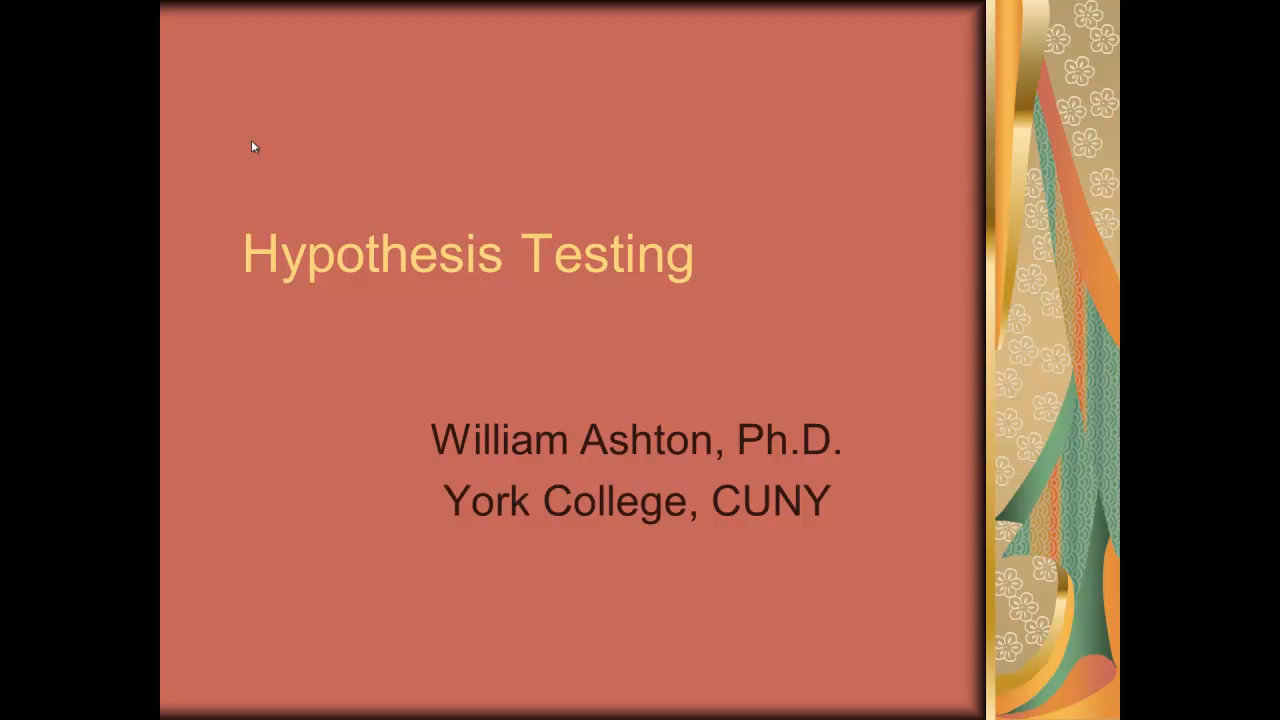 Hypothesis Testing
William Ashton, Ph.D.
York College, CUNY